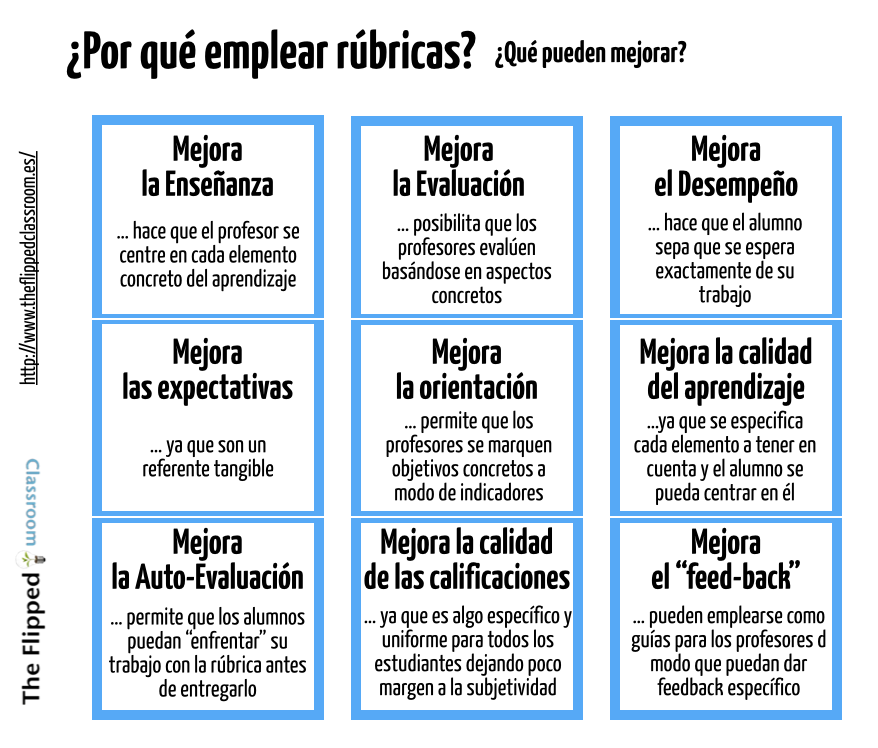 ¿Por qué emplear rúbricas? ¿Qué pueden mejorar?
Mejora
la Enseñanza
... hace que el profesor se
centre en cada elemento
concreto del aprendizaje
Mejora
la Evaluación
... posibilita que los
profesores evalúen
basándose en aspectos
concretos
Mejora
el Desempeño
... hace que el alumno
sepa que se espera
exactamente de su
trabajo
Mejora
las expectativas
... ya que son un
referente tangible
Mejora
la orientación
... permite que los
profesores se marquen
objetivos concretos a
modo de indicadores
Mejora la calidad
del aprendizaje
...ya que se especifica
cada elemento a tener en
cuenta y el alumno se
pueda centrar en él
Mejora
la Auto-Evaluación
... permite que los alumnos
puedan “enfrentar” su
trabajo con la rúbrica antes
de entregarlo
Mejora la calidad
de las calificaciones
... ya que es algo específico y
uniforme para todos los
estudiantes dejando poco
margen a la subjetividad
Mejora
el “feed-back”
... pueden emplearse como
guías para los profesores d
modo que puedan dar
feedback específico
http://www.theflippedclassroom.es/
The Flipped Classroom